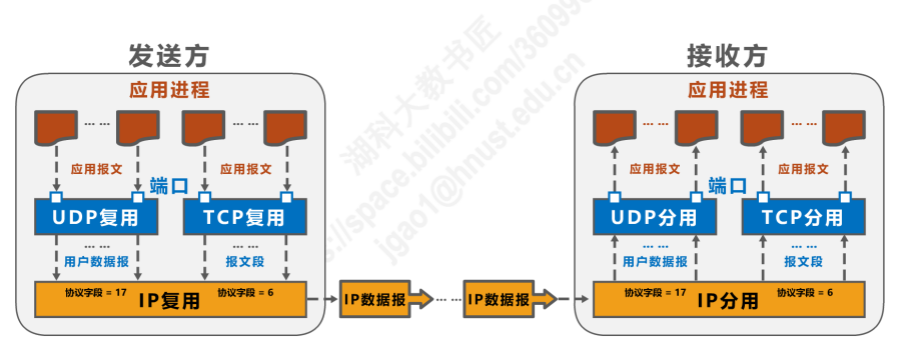 发送方
接收方
应用进程
应用进程
… …
… …
… …
… …
应用报文
应用报文
应用报文
应用报文
端口
端口
UDP复用
TCP复用
UDP分用
TCP分用
… …
… …
… …
… …
用户数据报
报文段
用户数据报
报文段
协议字段 = 17
IP复用
协议字段 = 6
IP数据报
… …
IP数据报
协议字段 = 17
IP分用
协议字段 = 6
湖科大教书匠
://space.bilibili.com/36099
jgao1@hnust.edu.cn